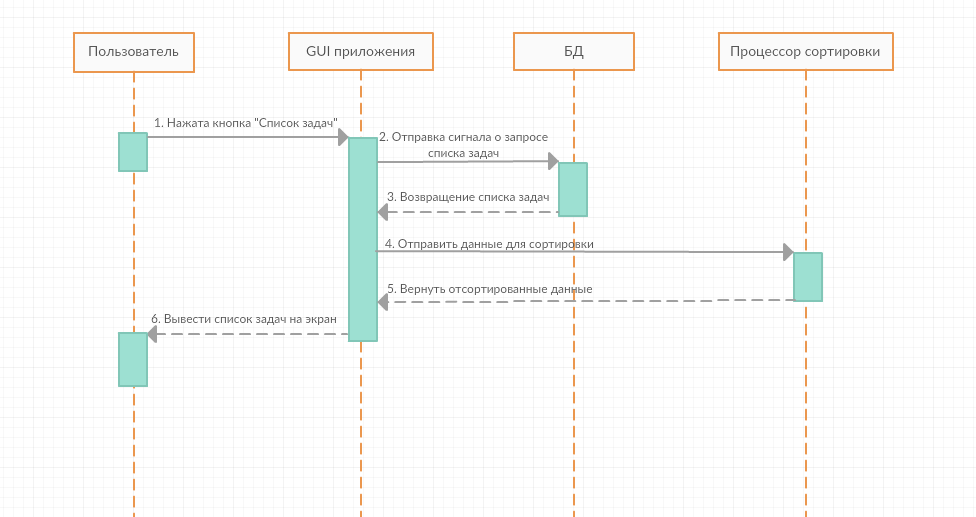 Пользователь
GUI приложения
БД
Процессор сортировки
1. Нажата кнопка "Список задач"
2. Отправка сигнала о запросе
списка задач
3. Возвращение списка задач
4. Отправить данные для сортировки
5. Вернуть отсортированные данные
6. Вывести список задач на экран